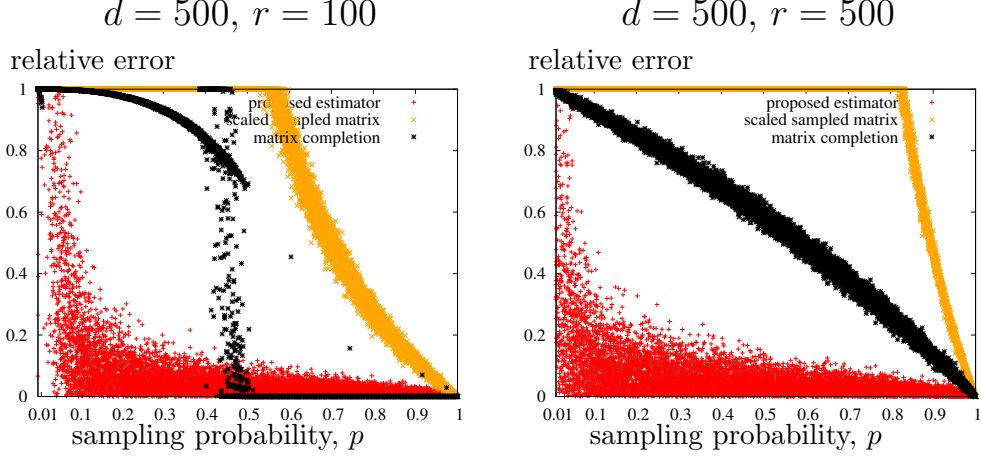 d = 500, r = 100
relative error
1
0.8
0.6
0.4
0.2
0
proposed estimator
scaled sampled matrix
matrix completion
0.01 0.1 0.2 0.3 0.4 0.5 0.6 0.7 0.8 0.9 1
sampling probability, p
d = 500, r = 500
relative error
1
0.8
0.6
0.4
0.2
0
proposed estimator
scaled sampled matrix
matrix completion
0.01 0.1 0.2 0.3 0.4 0.5 0.6 0.7 0.8 0.9 1
sampling probability, p